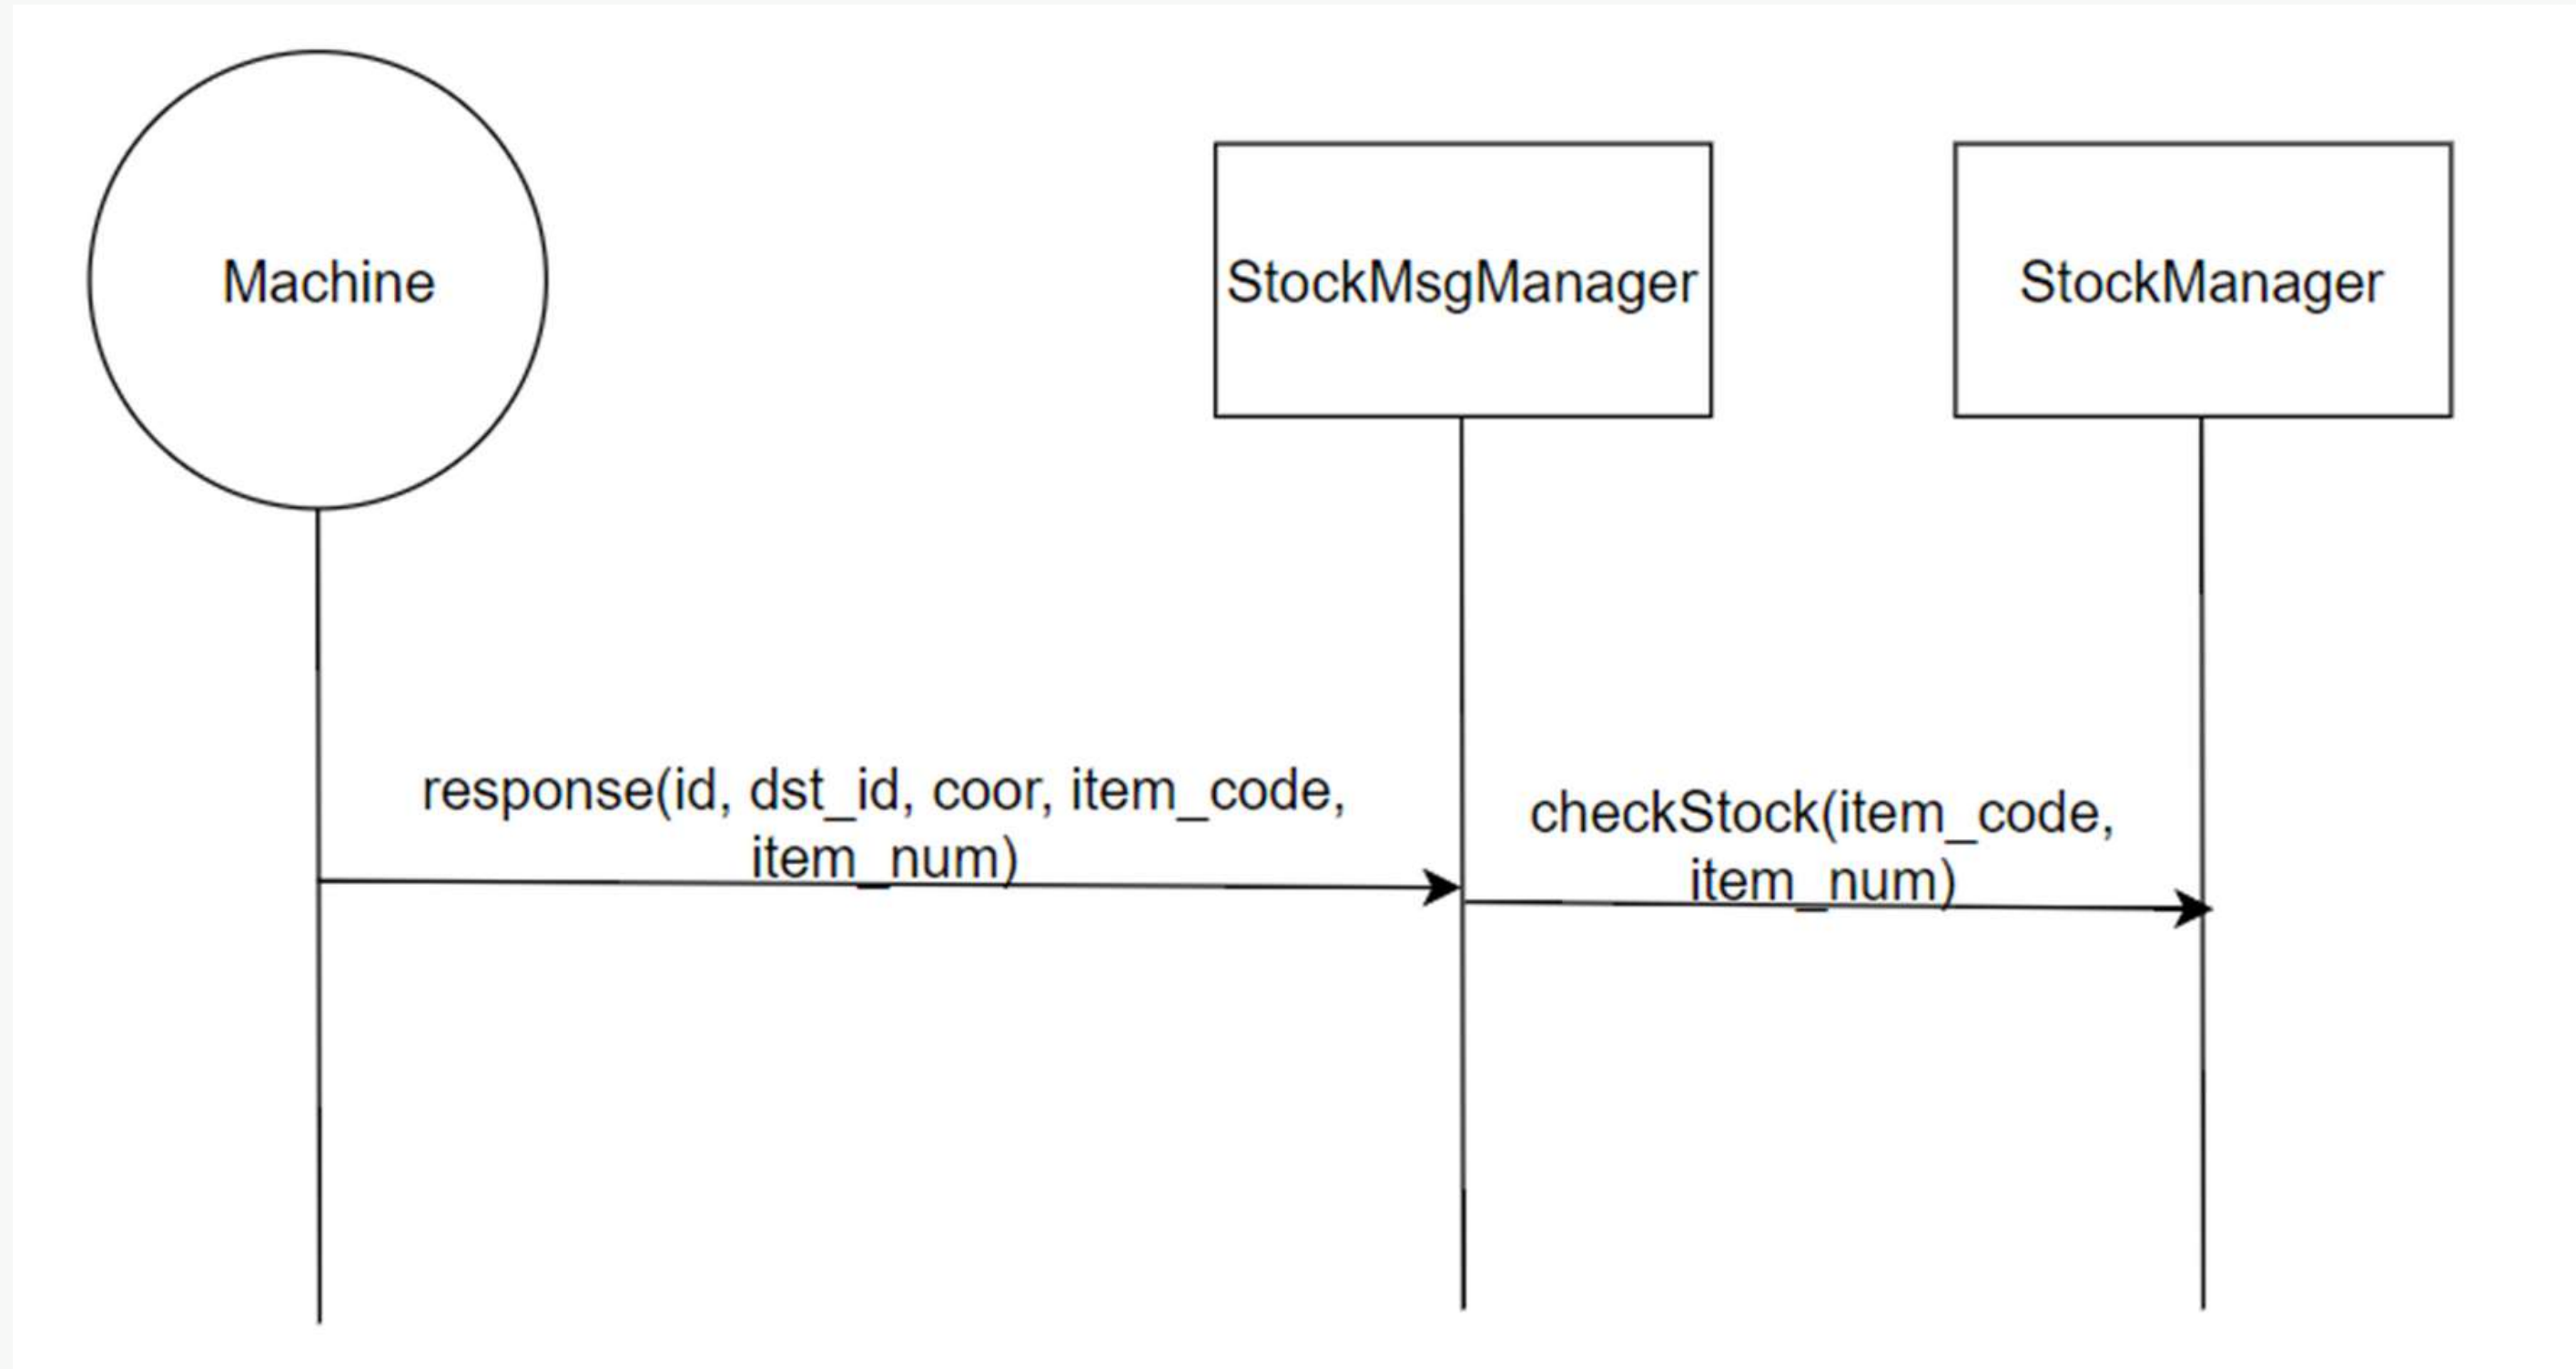 Machine
StockMsgManager
StockManager
response(id, dst_id, coor, item_code,
item_num)
checkStock(item_code,
item_num)